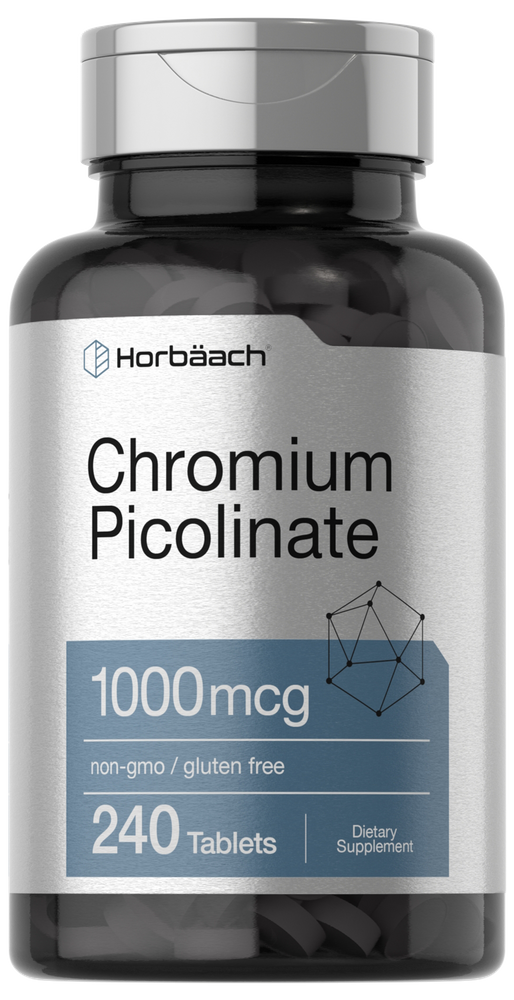 Horbäach
Chromium
Picolinate
1000 mcg
non-gmo / gluten free
240 Tablets
Dietary
Supplement